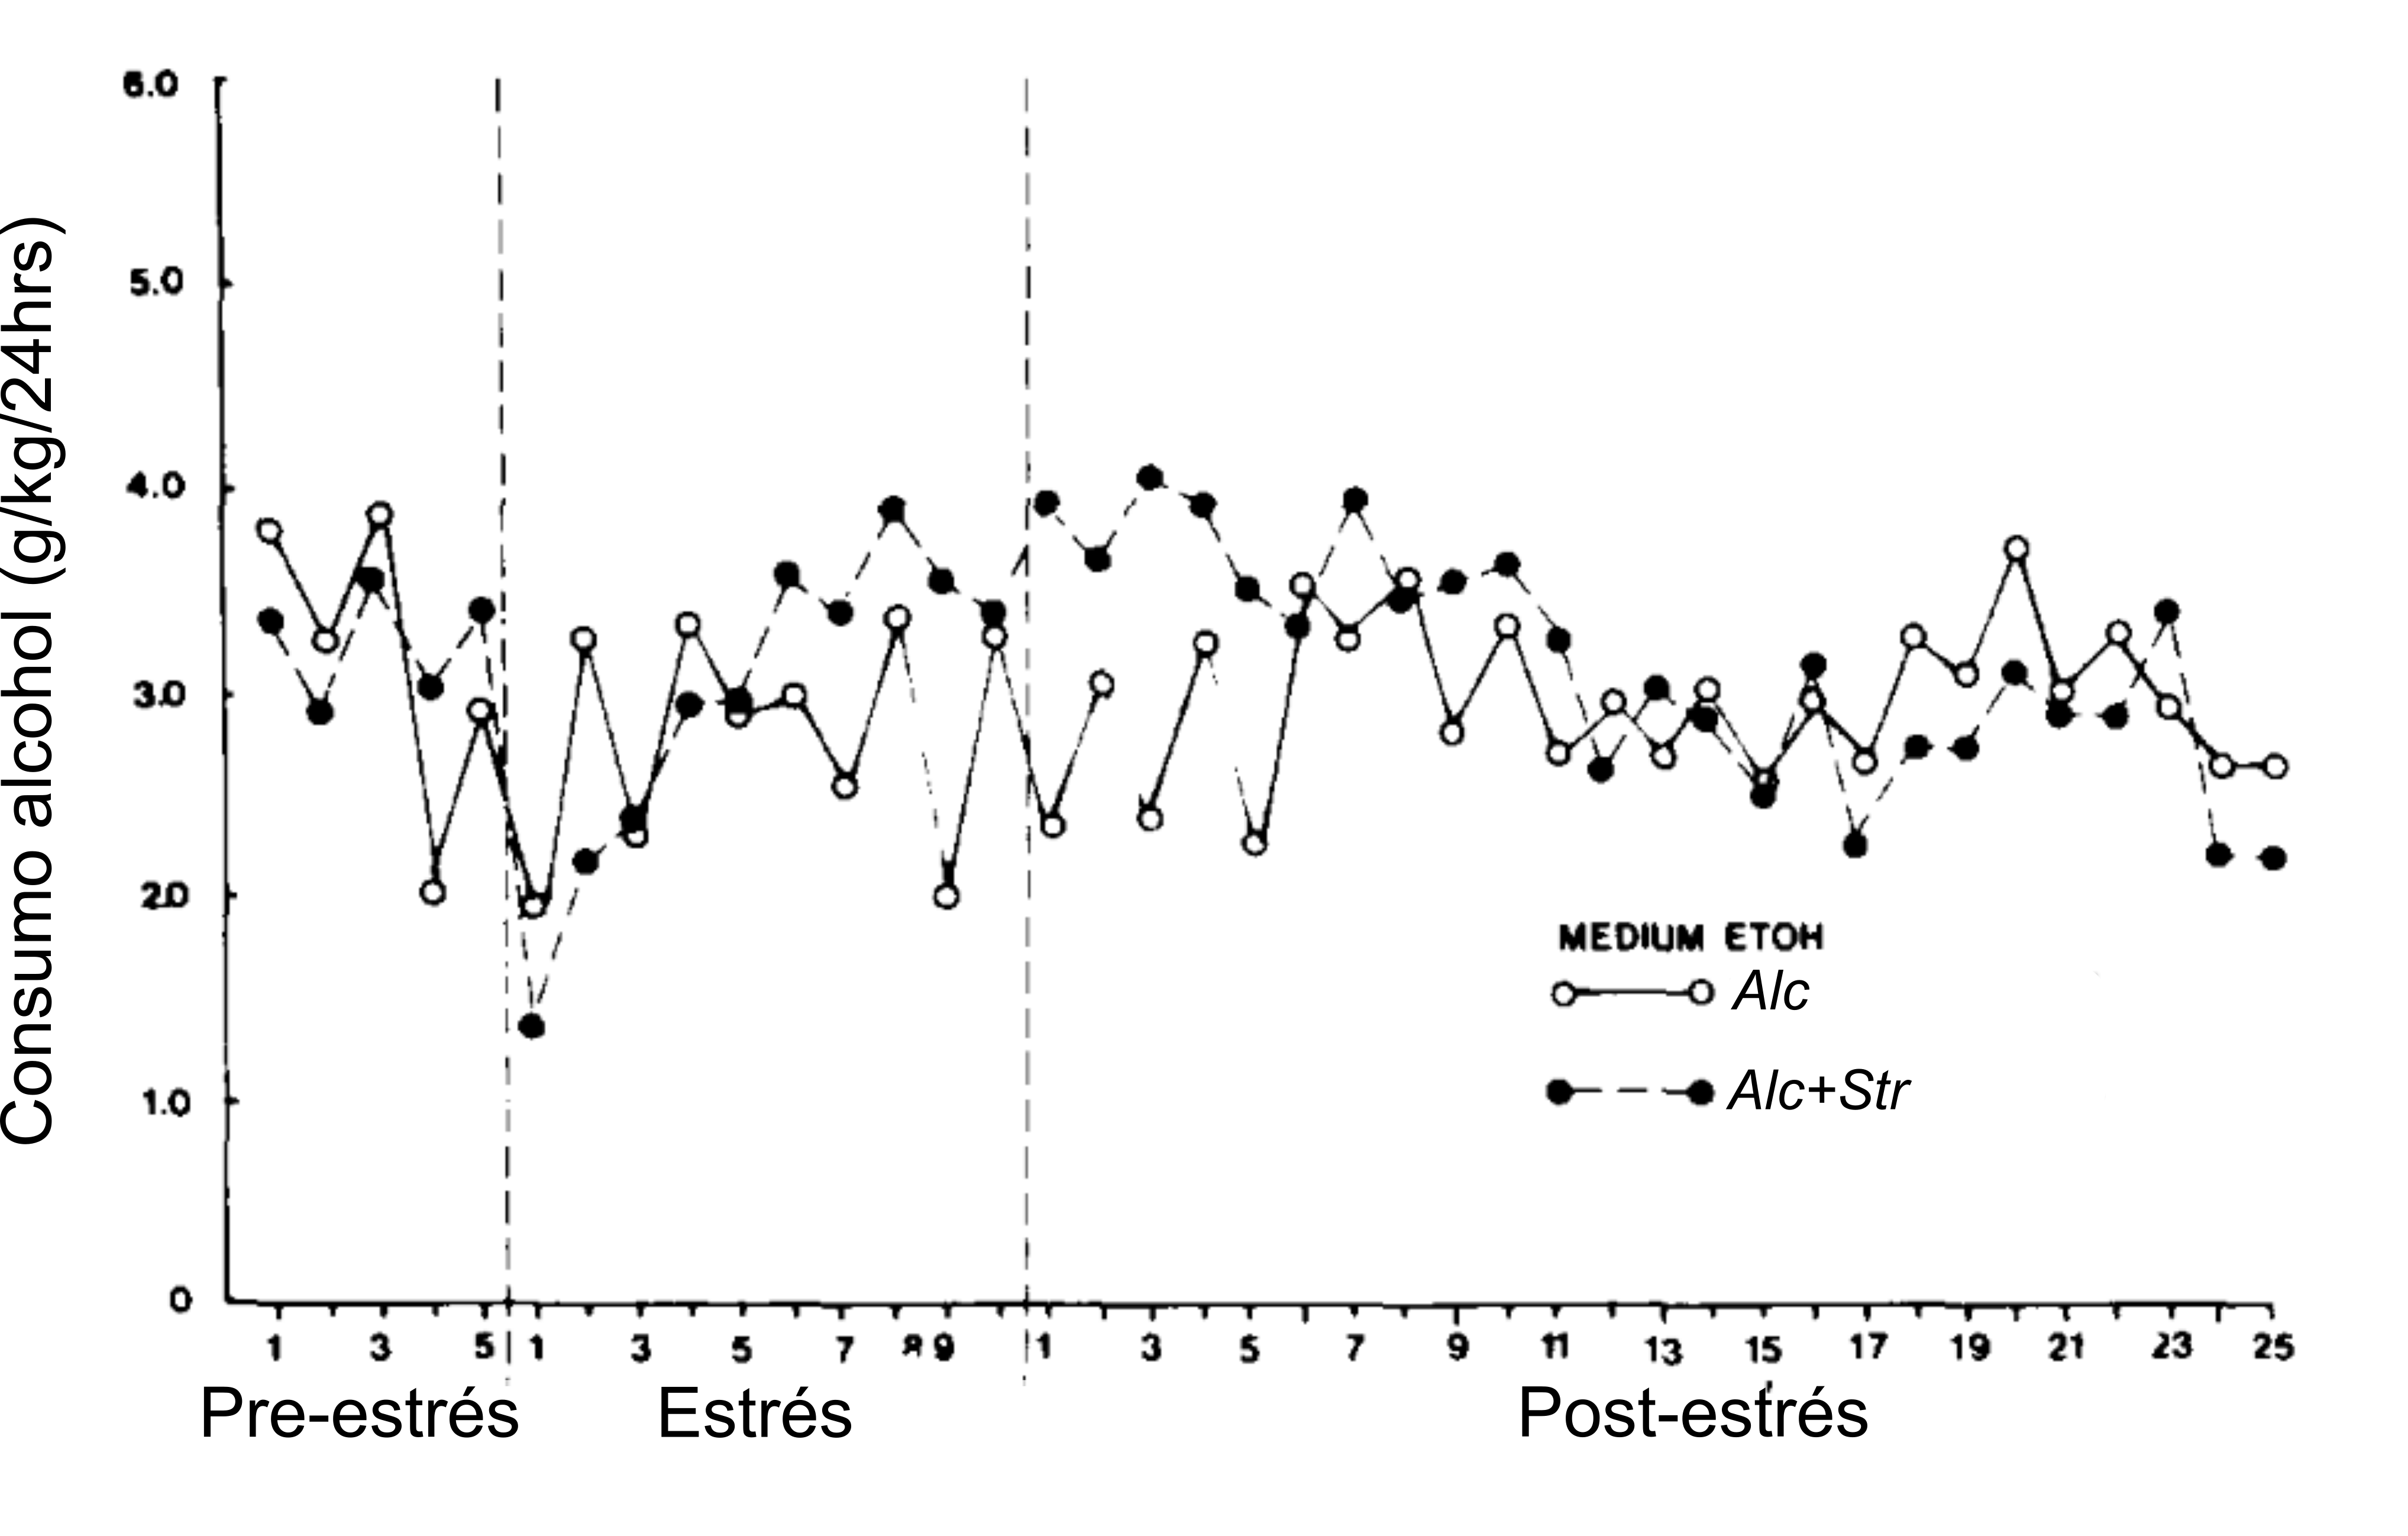 Consumo alcohol (g/kg/24hrs)
6.0
5.0
4.0
3.0
2.0
1.0
0
MEDIUM ETOH
Alc
Alc+Str
1 3 5 1 3 5 7 8 9 1 3 5 7 9 11 13 15 17 19 21 23 25
Pre-estrés Estrés Post-estrés